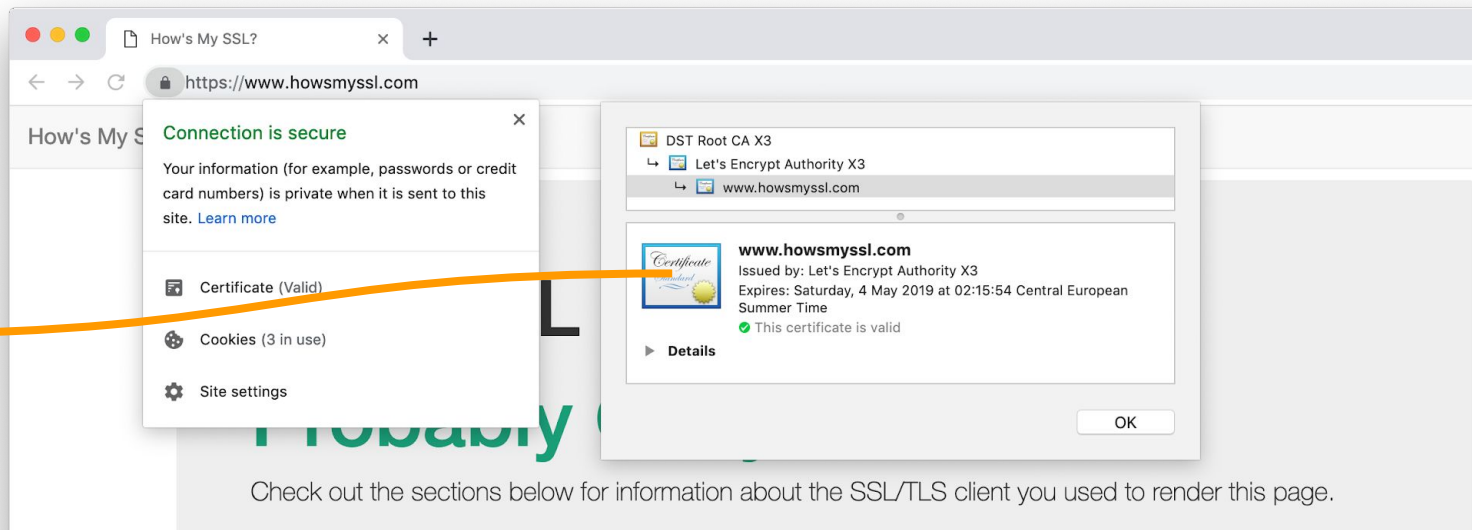 How's My SSL?
https://www.howsmyssl.com
How's My S
Connection is secure
Your information (for example, passwords or credit
card numbers) is private when it is sent to this
site. Learn more
Certificate (Valid)
Cookies (3 in use)
Site settings
DST Root CA X3
Let's Encrypt Authority X3
www.howsmyssl.com
Certificate
Standard
www.howsmyssl.com
Issued by: Let's Encrypt Authority X3
Expires: Saturday, 4 May 2019 at 02:15:54 Central European
Summer Time
This certificate is valid
Details
OK
L
Probably
Check out the sections below for information about the SSL/TLS client you used to render this page.